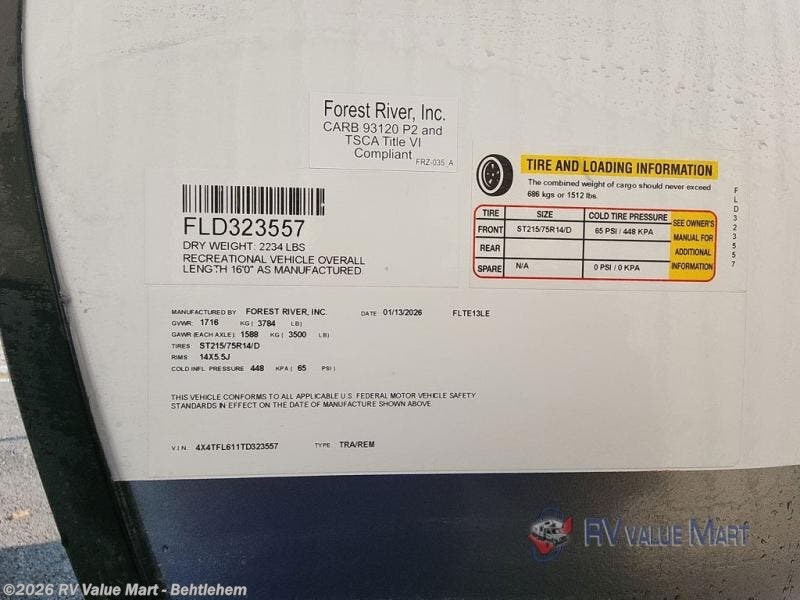 Forest River, Inc.
CARB 93120 P2 and
TSCA Title VI
Compliant
FRZ-035 A
FLD323557
DRY WEIGHT: 2234 LBS
RECREATIONAL VEHICLE OVERALL
LENGTH 16'0" AS MANUFACTURED
TIRE AND LOADING INFORMATION
The combined weight of cargo should never exceed
686 kgs or 1512 lbs.
TIRE SIZE COLD TIRE PRESSURE
FRONT ST215/75R14/D 65 PSI / 448 KPA
REAR
SPARE N/A 0 PSI / 0 KPA
SEE OWNER'S
MANUAL FOR
ADDITIONAL
INFORMATION
FLD323557
MANUFACTURED BY FOREST RIVER, INC. DATE 01/13/2026 FLTE13LE
GVWR: 1716 KG ( 3784 LB)
GAWR (EACH AXLE): 1588 KG ( 3500 LB)
TIRES ST215/75R14/D
RIMS 14X5.5J
COLD INFL. PRESSURE 448 KPA ( 65 PSI )
THIS VEHICLE CONFORMS TO ALL APPLICABLE U.S. FEDERAL MOTOR VEHICLE SAFETY
STANDARDS IN EFFECT ON THE DATE OF MANUFACTURE SHOWN ABOVE.
V.I.N. 4X4TFL611TD323557 TYPE TRA/REM
RV VALUE MART
©2026 RV Value Mart - Behtlehem